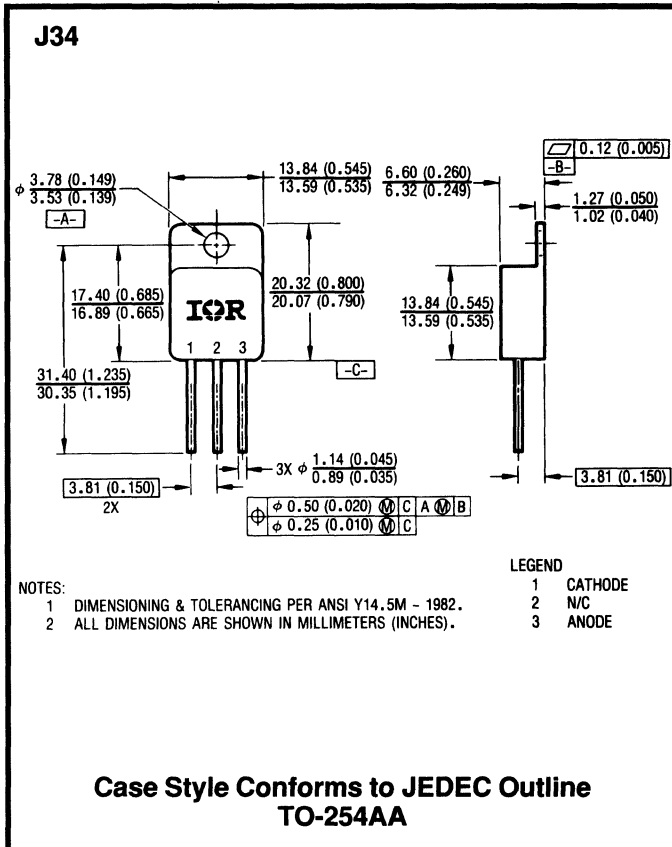 J34
13.84 (0.545)
13.59 (0.535)
6.60 (0.260)
6.32 (0.249)
⏥ 0.12 (0.005)
-B-
1.27 (0.050)
1.02 (0.040)
ϕ 3.78 (0.149)
3.53 (0.139)
-A-
17.40 (0.685)
16.89 (0.665)
20.32 (0.800)
20.07 (0.790)
13.84 (0.545)
13.59 (0.535)
IOR
1 2 3
31.40 (1.235)
30.35 (1.195)
-C-
3X ϕ 1.14 (0.045)
0.89 (0.035)
3.81 (0.150)
2X
3.81 (0.150)
⌖ ϕ 0.50 (0.020) Ⓜ C A Ⓜ B
ϕ 0.25 (0.010) Ⓜ C
NOTES:
1 DIMENSIONING & TOLERANCING PER ANSI Y14.5M - 1982.
2 ALL DIMENSIONS ARE SHOWN IN MILLIMETERS (INCHES).
LEGEND
1 CATHODE
2 N/C
3 ANODE
Case Style Conforms to JEDEC Outline
TO-254AA